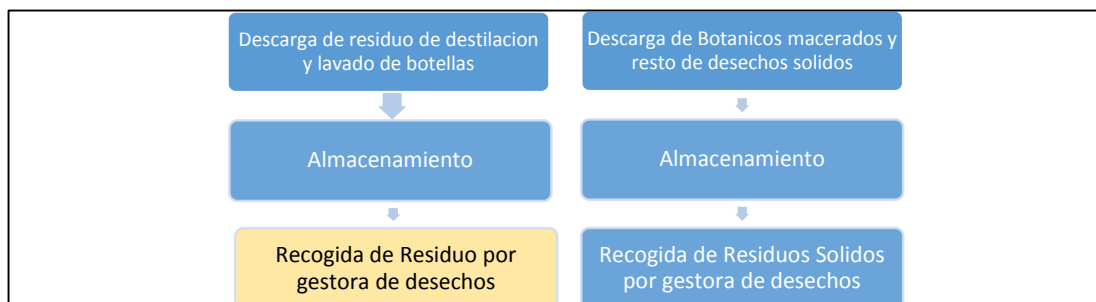 Descarga de residuo de destilacion
y lavado de botellas
Almacenamiento
Recogida de Residuo por
gestora de desechos
Descarga de Botanicos macerados y
resto de desechos solidos
Almacenamiento
Recogida de Residuos Solidos
por gestora de desechos